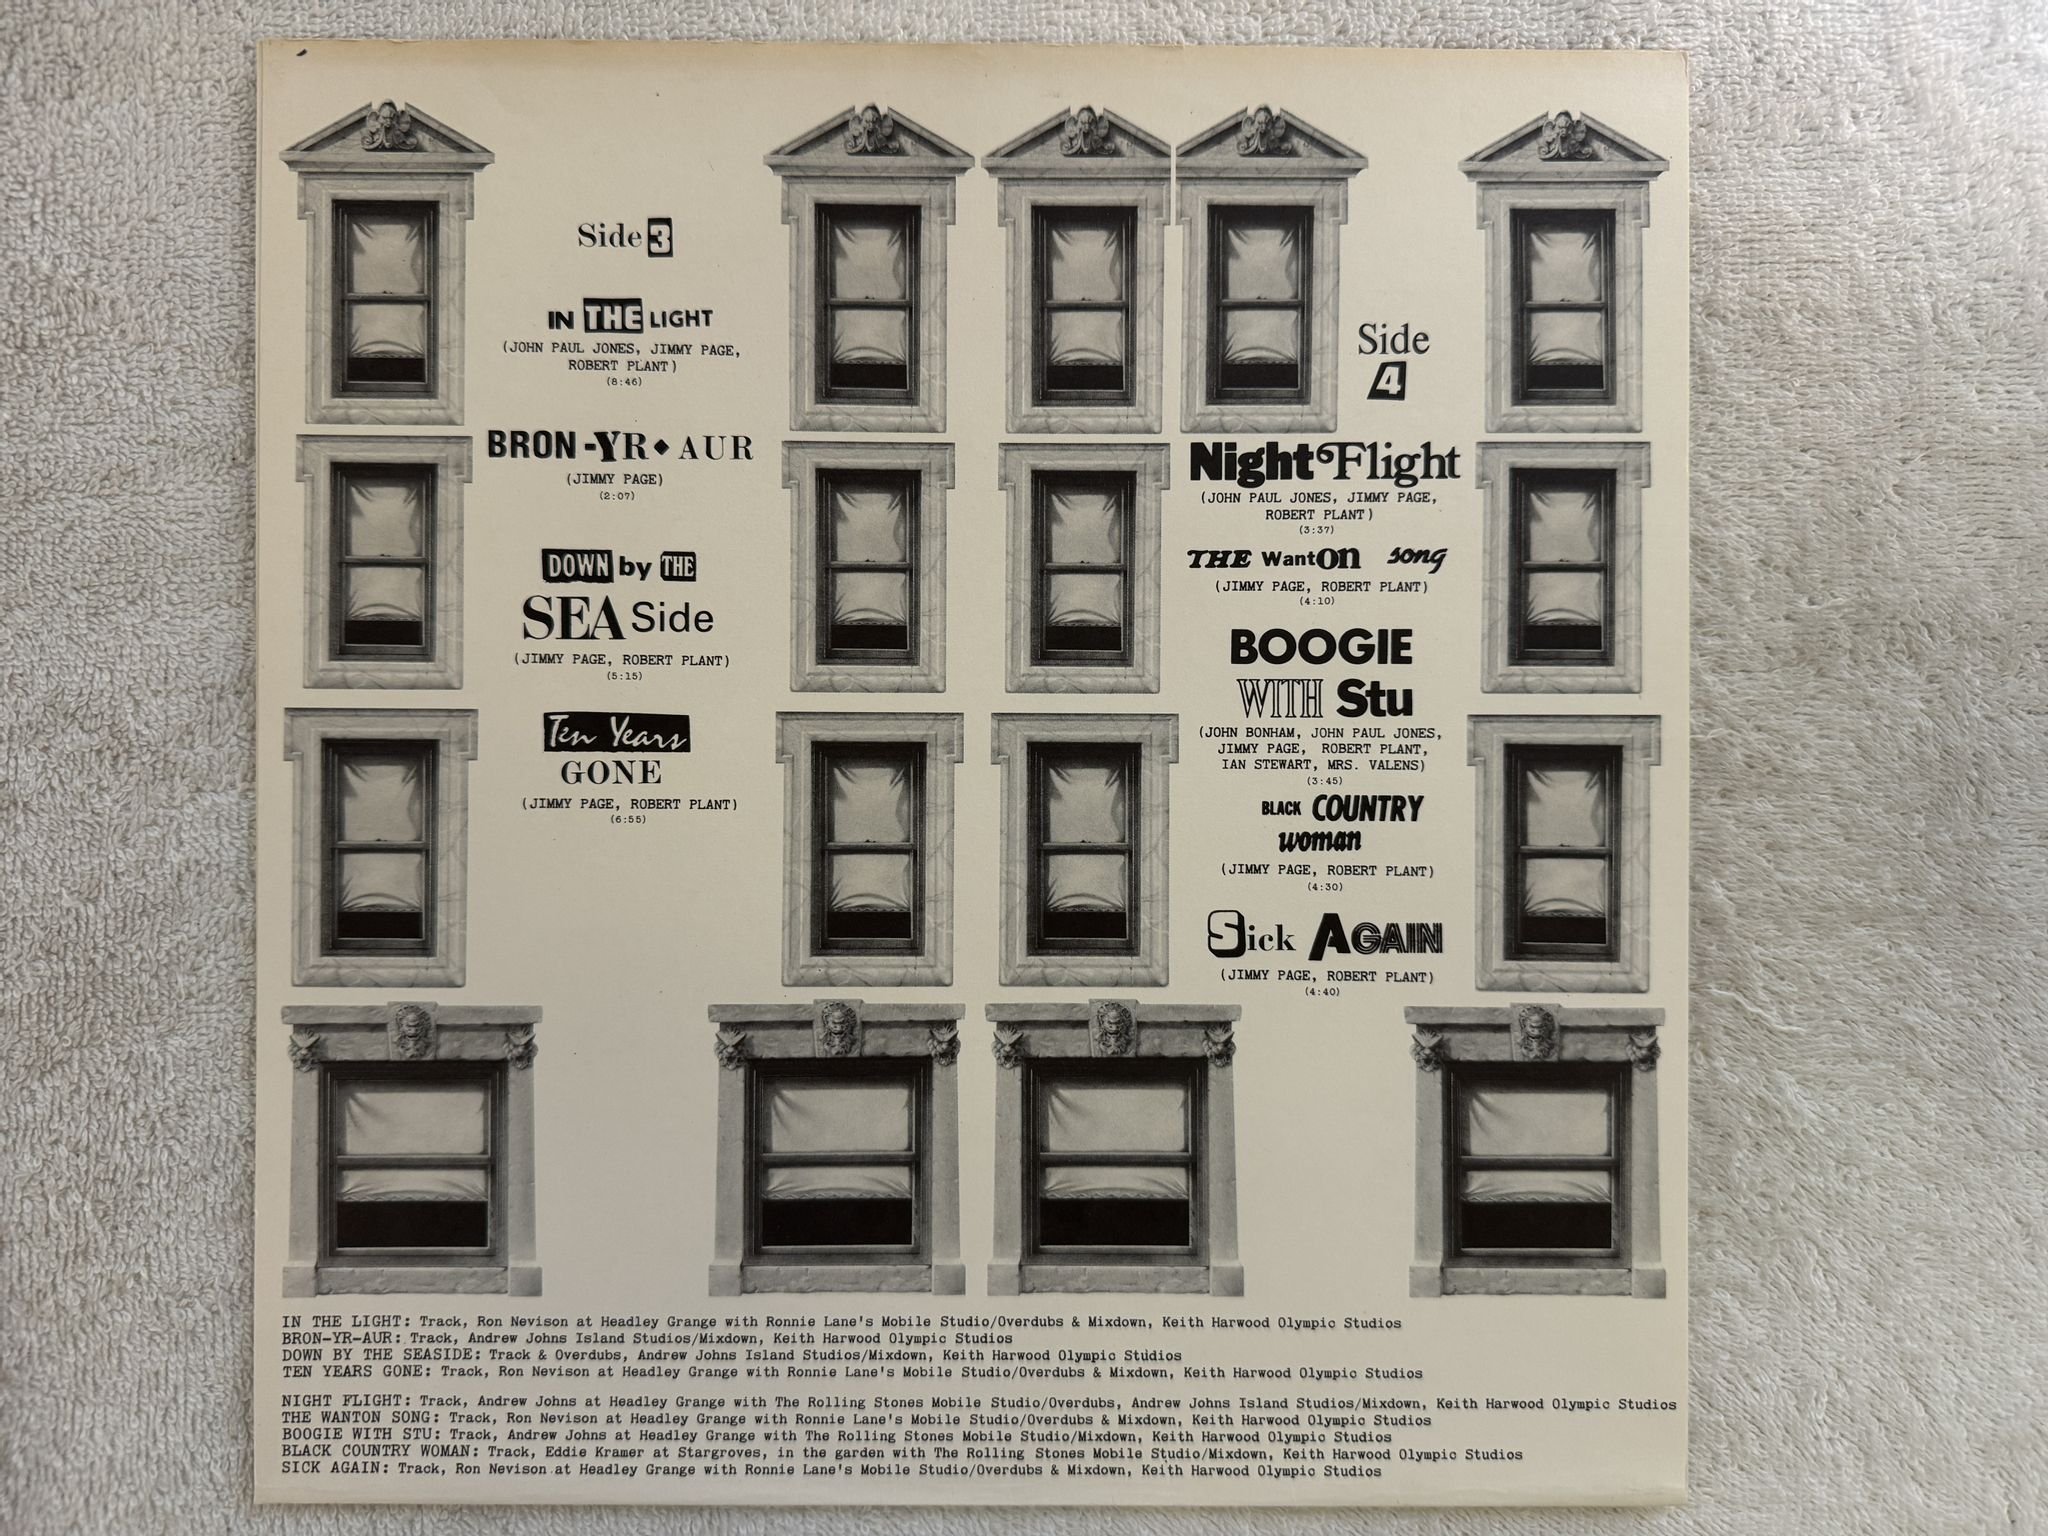 Side 3
IN THE LIGHT
(JOHN PAUL JONES, JIMMY PAGE,
ROBERT PLANT)
(8:46)
BRON-YR◆AUR
(JIMMY PAGE)
(2:07)
DOWN by THE
SEA Side
(JIMMY PAGE, ROBERT PLANT)
(5:15)
Ten Years
GONE
(JIMMY PAGE, ROBERT PLANT)
(6:55)
Side
4
Night Flight
(JOHN PAUL JONES, JIMMY PAGE,
ROBERT PLANT)
(3:37)
THE WantON song
(JIMMY PAGE, ROBERT PLANT)
(4:10)
BOOGIE
WITH Stu
(JOHN BONHAM, JOHN PAUL JONES,
JIMMY PAGE, ROBERT PLANT,
IAN STEWART, MRS. VALENS)
(3:45)
BLACK COUNTRY
woman
(JIMMY PAGE, ROBERT PLANT)
(4:30)
Sick AGAIN
(JIMMY PAGE, ROBERT PLANT)
(4:40)
IN THE LIGHT: Track, Ron Nevison at Headley Grange with Ronnie Lane's Mobile Studio/Overdubs & Mixdown, Keith Harwood Olympic Studios
BRON-YR-AUR: Track, Andrew Johns Island Studios/Mixdown, Keith Harwood Olympic Studios
DOWN BY THE SEASIDE: Track & Overdubs, Andrew Johns Island Studios/Mixdown, Keith Harwood Olympic Studios
TEN YEARS GONE: Track, Ron Nevison at Headley Grange with Ronnie Lane's Mobile Studio/Overdubs & Mixdown, Keith Harwood Olympic Studios
NIGHT FLIGHT: Track, Andrew Johns at Headley Grange with The Rolling Stones Mobile Studio/Overdubs, Andrew Johns Island Studios/Mixdown, Keith Harwood Olympic Studios
THE WANTON SONG: Track, Ron Nevison at Headley Grange with Ronnie Lane's Mobile Studio/Overdubs & Mixdown, Keith Harwood Olympic Studios
BOOGIE WITH STU: Track, Andrew Johns at Headley Grange with The Rolling Stones Mobile Studio/Mixdown, Keith Harwood Olympic Studios
BLACK COUNTRY WOMAN: Track, Eddie Kramer at Stargroves, in the garden with The Rolling Stones Mobile Studio/Mixdown, Keith Harwood Olympic Studios
SICK AGAIN: Track, Ron Nevison at Headley Grange with Ronnie Lane's Mobile Studio/Overdubs & Mixdown, Keith Harwood Olympic Studios